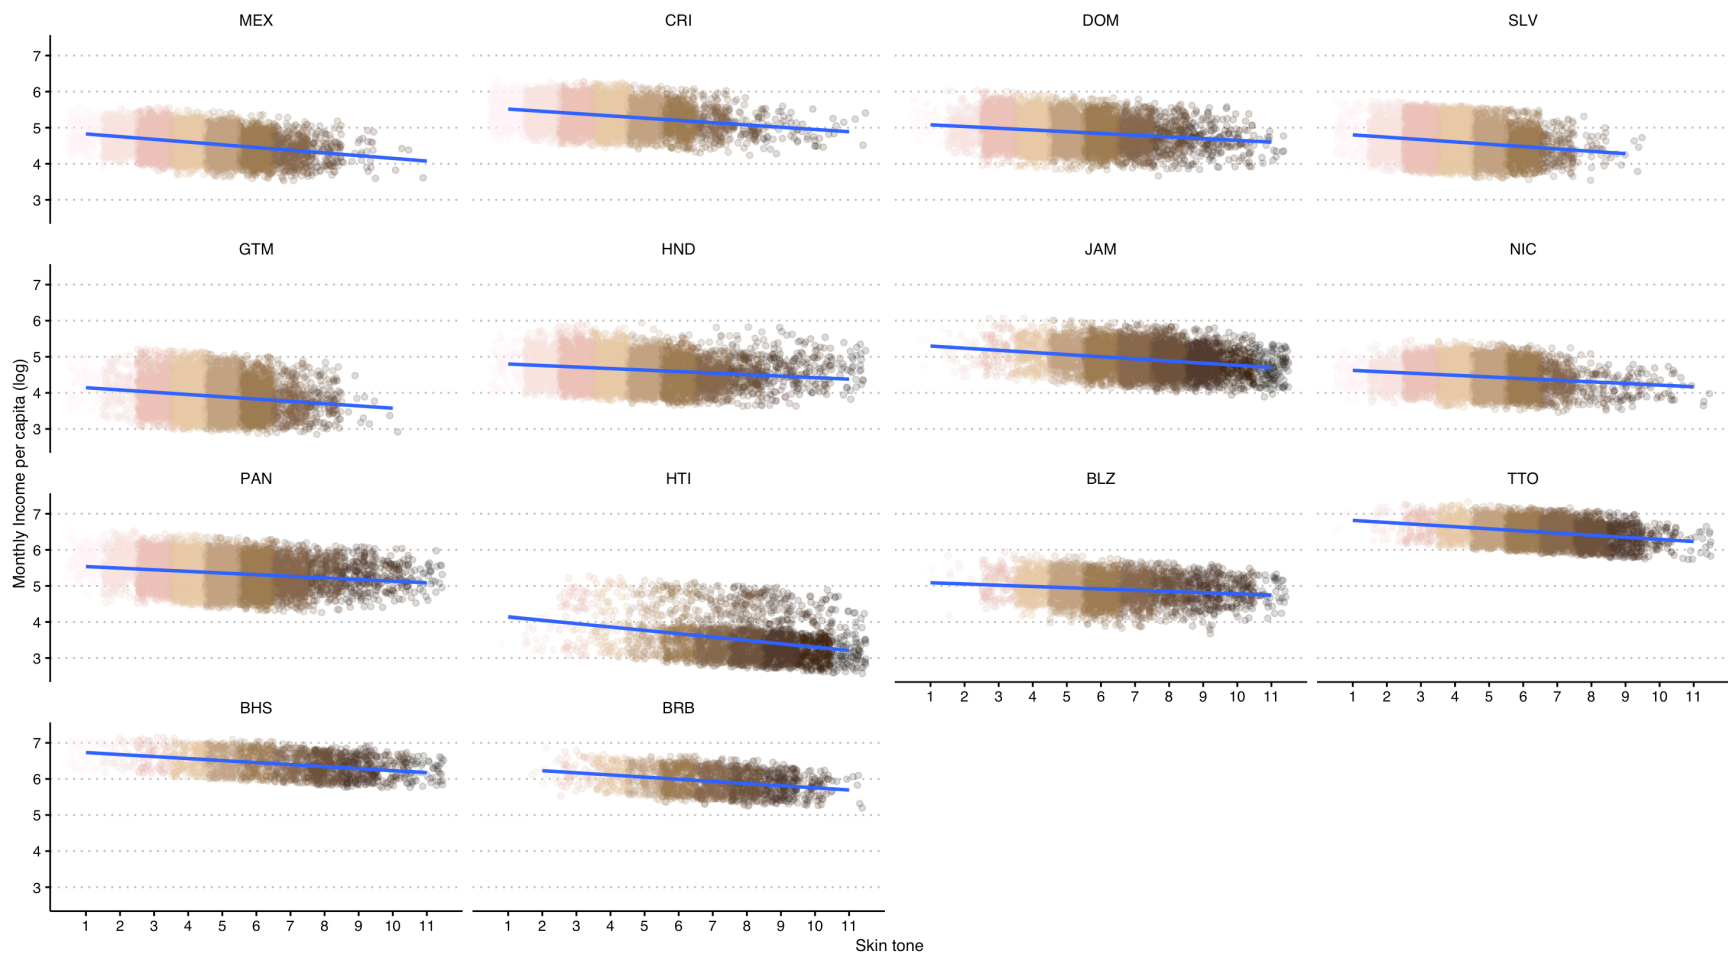 MEX CRI DOM SLV
7
6
5
4
3
GTM HND JAM NIC
7
6
5
4
3
Monthly Income per capita (log)
PAN HTI BLZ TTO
7
6
5
4
3
1 2 3 4 5 6 7 8 9 10 11 1 2 3 4 5 6 7 8 9 10 11
BHS BRB
7
6
5
4
3
1 2 3 4 5 6 7 8 9 10 11 1 2 3 4 5 6 7 8 9 10 11
Skin tone